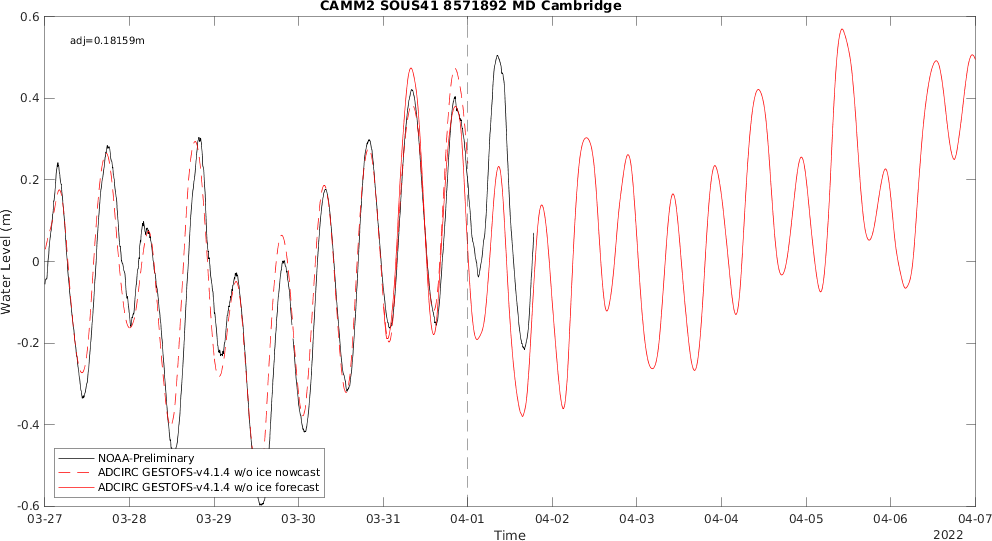 CAMM2 SOUS41 8571892 MD Cambridge
adj=0.18159m
0.6
0.4
0.2
0
-0.2
-0.4
-0.6
Water Level (m)
NOAA-Preliminary
ADCIRC GESTOFS-v4.1.4 w/o ice nowcast
ADCIRC GESTOFS-v4.1.4 w/o ice forecast
03-27 03-28 03-29 03-30 03-31 04-01 04-02 04-03 04-04 04-05 04-06 04-07
Time
2022